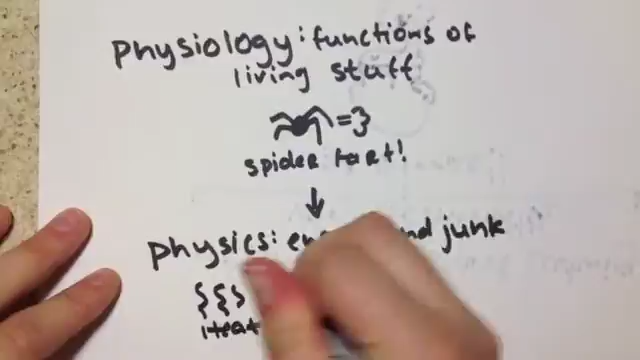 physiology: functions of
living stuff
=3
spider fart!
physics: junk